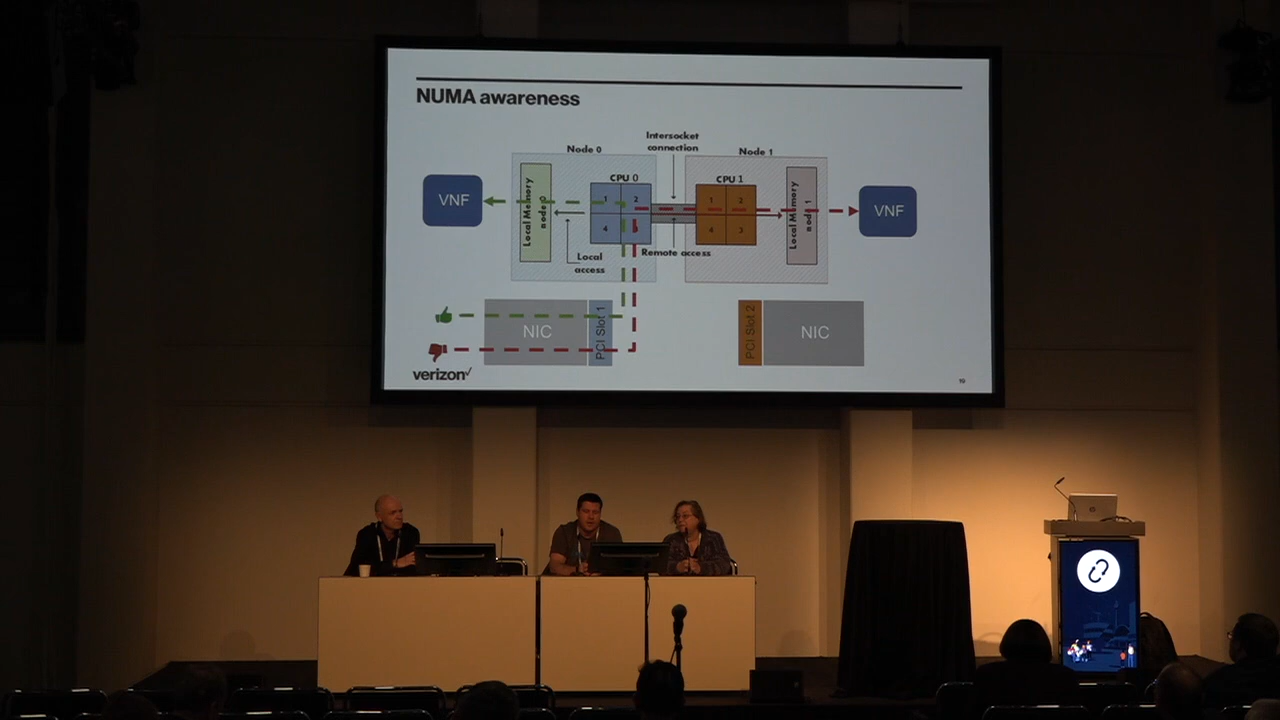 NUMA awareness
Intersocket
connection
Node 0
Node 1
CPU 0
CPU 1
VNF
Local Memory
node 0
1 2
4
1 2
4 3
Local Memory
node 1
VNF
Local
access
Remote access
NIC
PCI Slot 1
PCI Slot 2
NIC
verizon✓
19